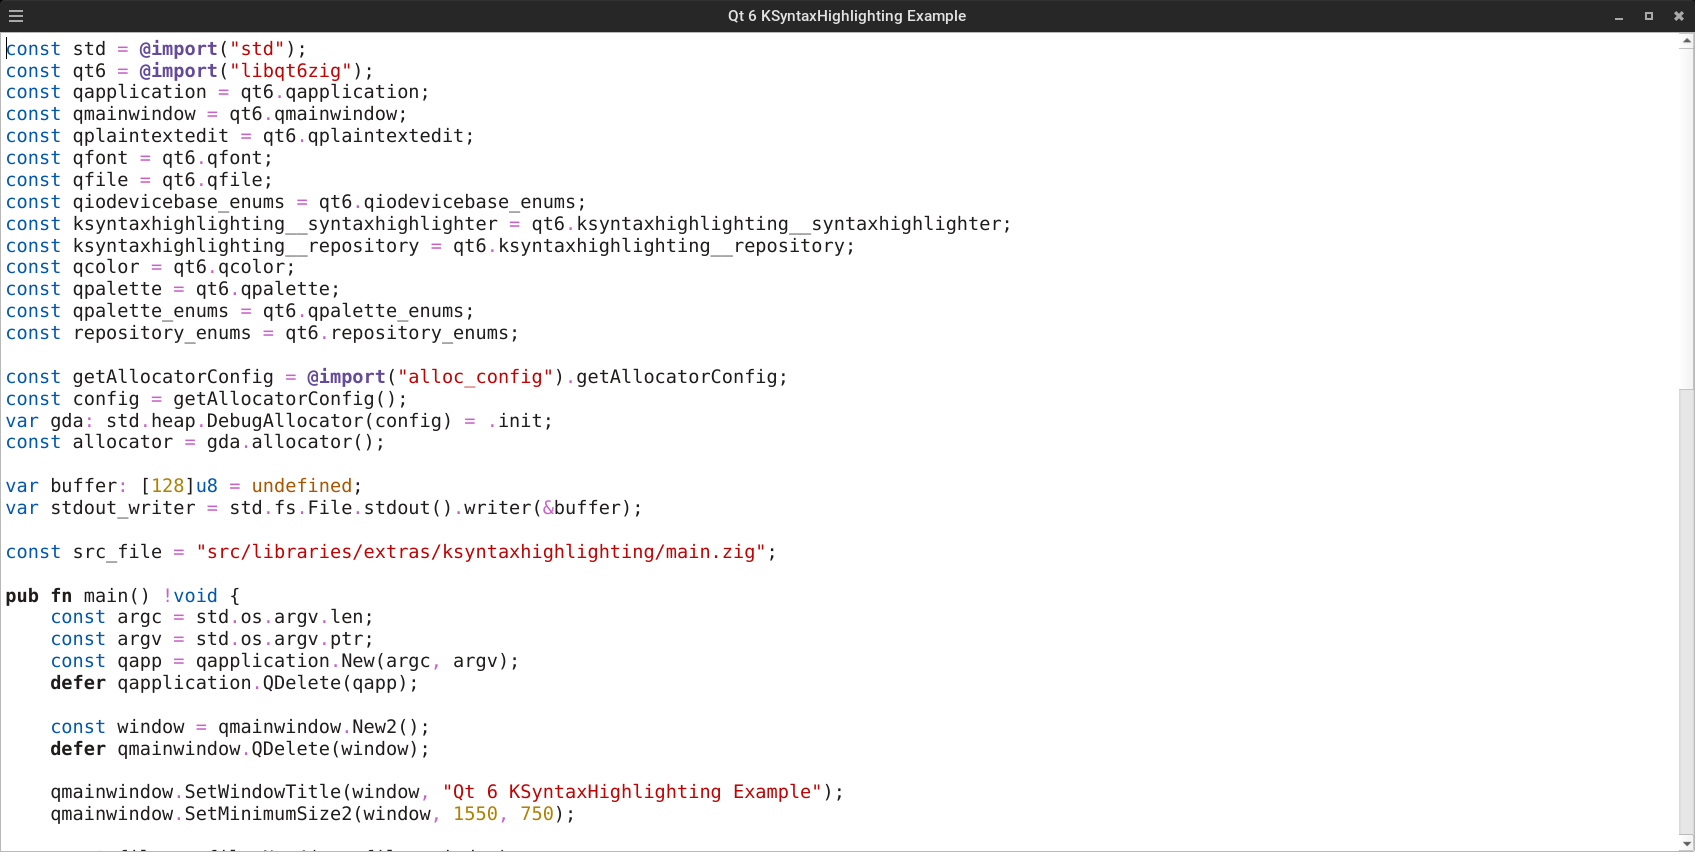 Qt 6 KSyntaxHighlighting Example
const std = @import("std");
const qt6 = @import("libqt6zig");
const qapplication = qt6.qapplication;
const qmainwindow = qt6.qmainwindow;
const qplaintextedit = qt6.qplaintextedit;
const qfont = qt6.qfont;
const qfile = qt6.qfile;
const qiodevicebase_enums = qt6.qiodevicebase_enums;
const ksyntaxhighlighting__syntaxhighlighter = qt6.ksyntaxhighlighting__syntaxhighlighter;
const ksyntaxhighlighting__repository = qt6.ksyntaxhighlighting__repository;
const qcolor = qt6.qcolor;
const qpalette = qt6.qpalette;
const qpalette_enums = qt6.qpalette_enums;
const repository_enums = qt6.repository_enums;

const getAllocatorConfig = @import("alloc_config").getAllocatorConfig;
const config = getAllocatorConfig();
var gda: std.heap.DebugAllocator(config) = .init;
const allocator = gda.allocator();

var buffer: [128]u8 = undefined;
var stdout_writer = std.fs.File.stdout().writer(&buffer);

const src_file = "src/libraries/extras/ksyntaxhighlighting/main.zig";

pub fn main() !void {
    const argc = std.os.argv.len;
    const argv = std.os.argv.ptr;
    const qapp = qapplication.New(argc, argv);
    defer qapplication.QDelete(qapp);

    const window = qmainwindow.New2();
    defer qmainwindow.QDelete(window);

    qmainwindow.SetWindowTitle(window, "Qt 6 KSyntaxHighlighting Example");
    qmainwindow.SetMinimumSize2(window, 1550, 750);